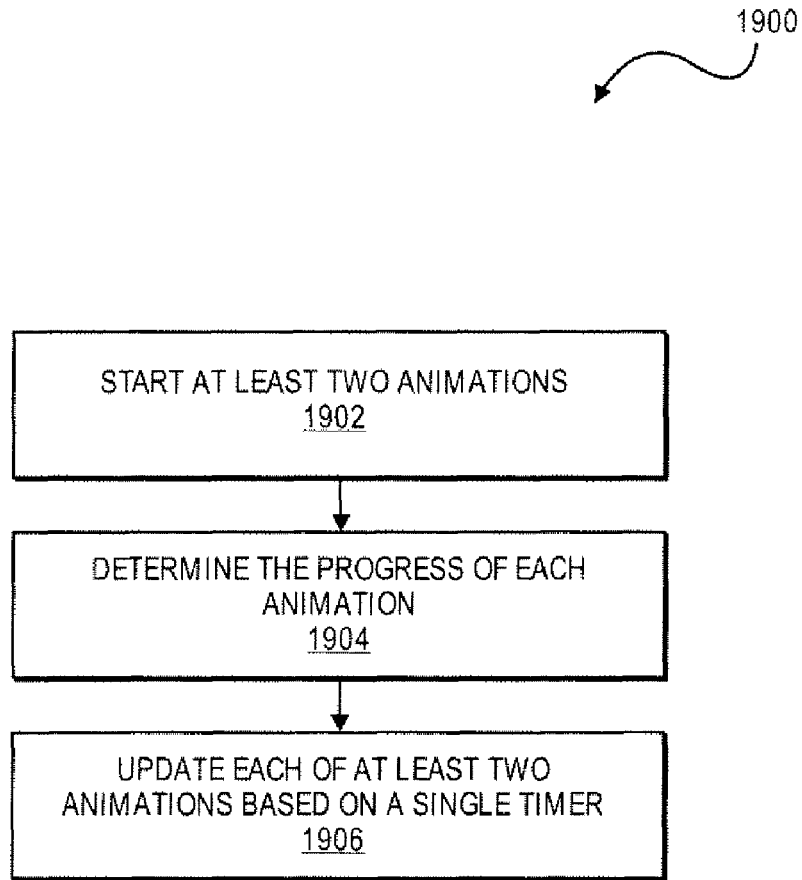 1900
START AT LEAST TWO ANIMATIONS
1902
DETERMINE THE PROGRESS OF EACH
ANIMATION
1904
UPDATE EACH OF AT LEAST TWO
ANIMATIONS BASED ON A SINGLE TIMER
1906